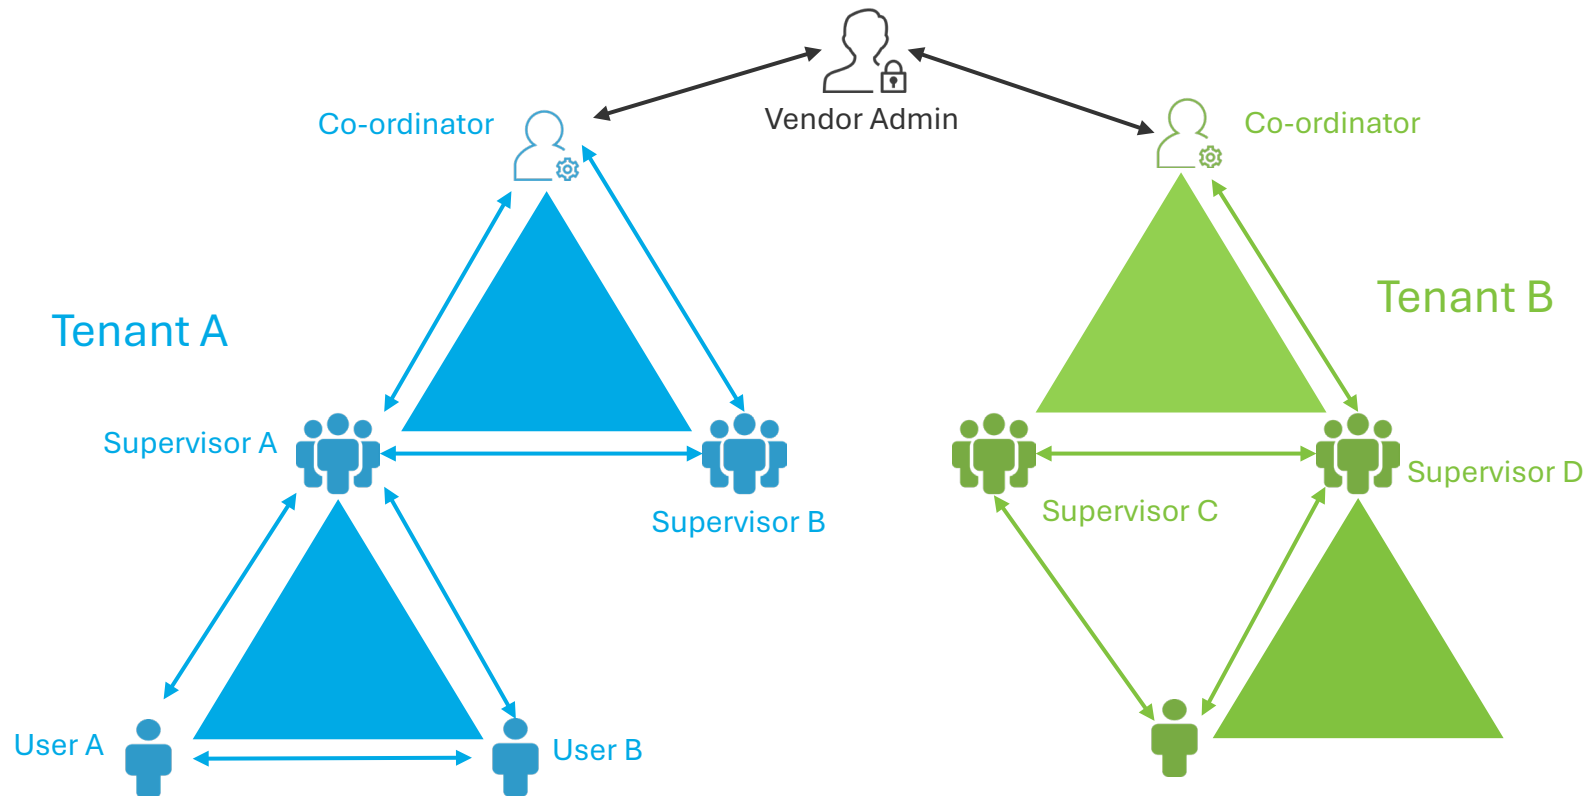 Vendor Admin
Co-ordinator
Co-ordinator
Tenant A
Tenant B
Supervisor A
Supervisor B
Supervisor C
Supervisor D
User A
User B